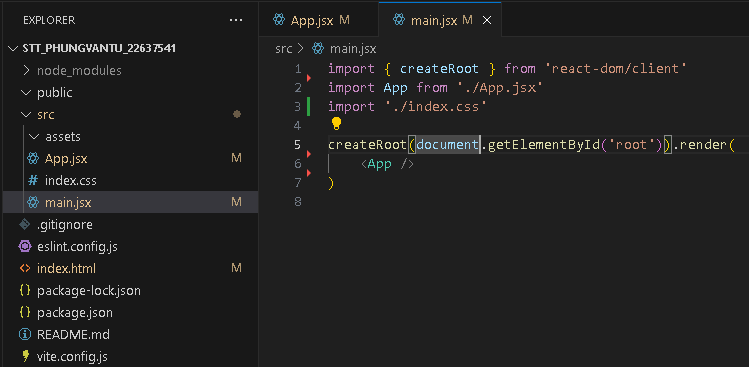 EXPLORER ...
STT_PHUNGVANTU_22637541
node_modules
public
src
assets
App.jsx M
# index.css
main.jsx M
.gitignore
eslint.config.js
<> index.html M
{} package-lock.json
{} package.json
README.md
vite.config.js
App.jsx M main.jsx M ×
src > main.jsx
1 import { createRoot } from 'react-dom/client'
2 import App from './App.jsx'
3 import './index.css'
4
5 createRoot(document.getElementById('root')).render(
6 <App />
7 )
8